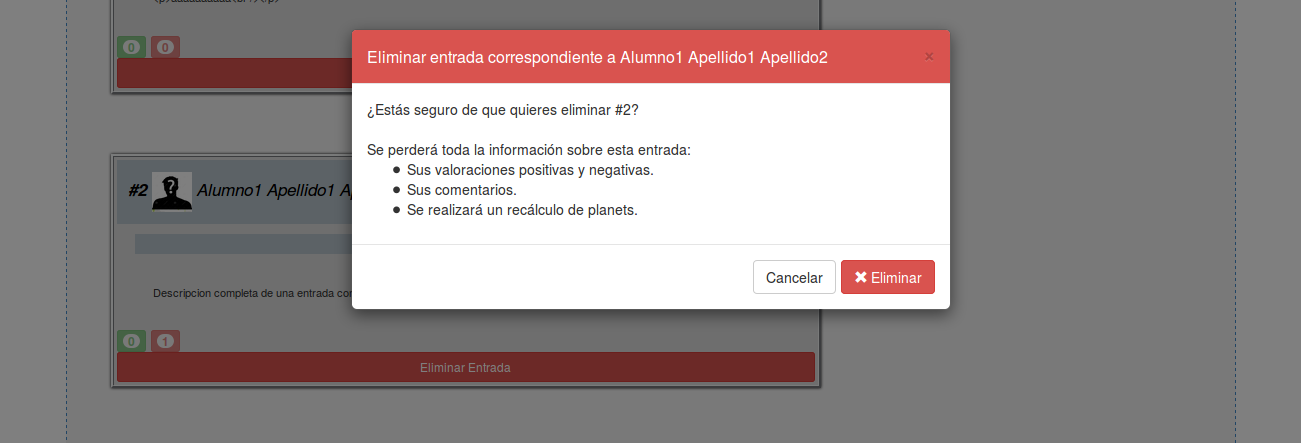 0 0
Eliminar entrada correspondiente a Alumno1 Apellido1 Apellido2 ×
¿Estás seguro de que quieres eliminar #2?
Se perderá toda la información sobre esta entrada:
● Sus valoraciones positivas y negativas.
● Sus comentarios.
● Se realizará un recálculo de planets.
Cancelar ✖ Eliminar
#2 Alumno1 Apellido1
Descripcion completa de una entrada
0 1
Eliminar Entrada